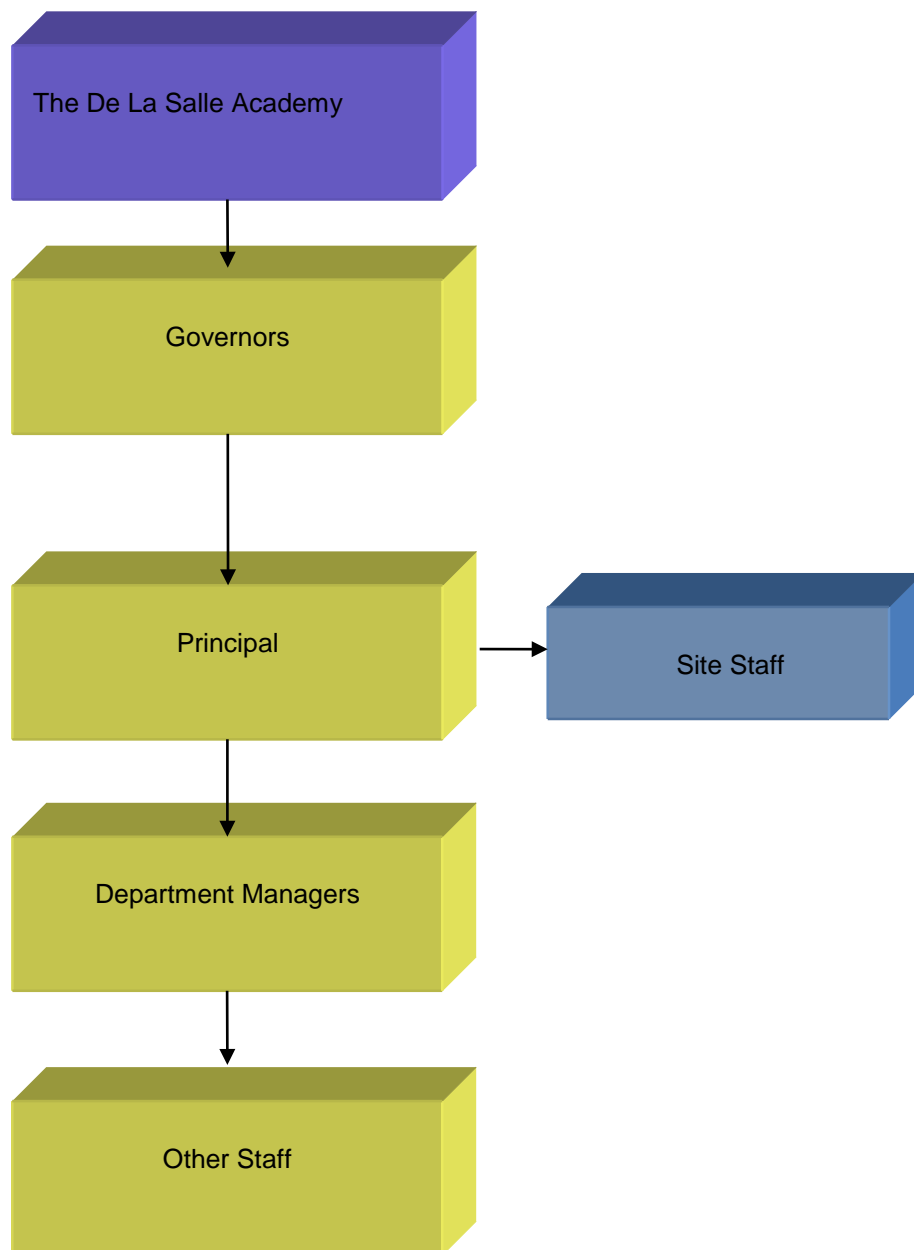 The De La Salle Academy
Governors
Principal
Site Staff
Department Managers
Other Staff